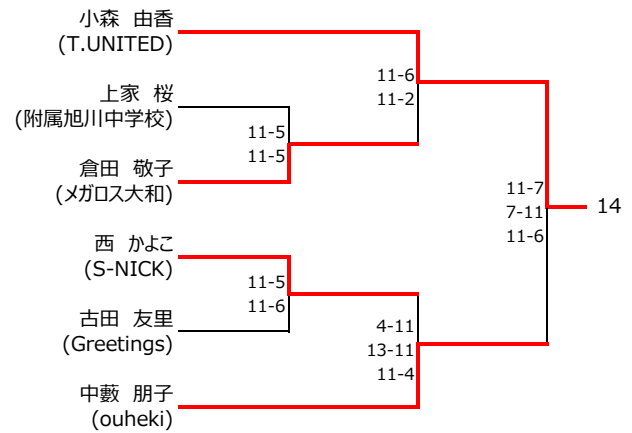 小森 由香
(T.UNITED)
上家 桜
(附属旭川中学校)
倉田 敬子
(メガロス大和)
西 かよこ
(S-NICK)
古田 友里
(Greetings)
中藪 朋子
(ouheki)
11-5
11-5
11-5
11-6
11-6
11-2
4-11
13-11
11-4
11-7
7-11
11-6
14